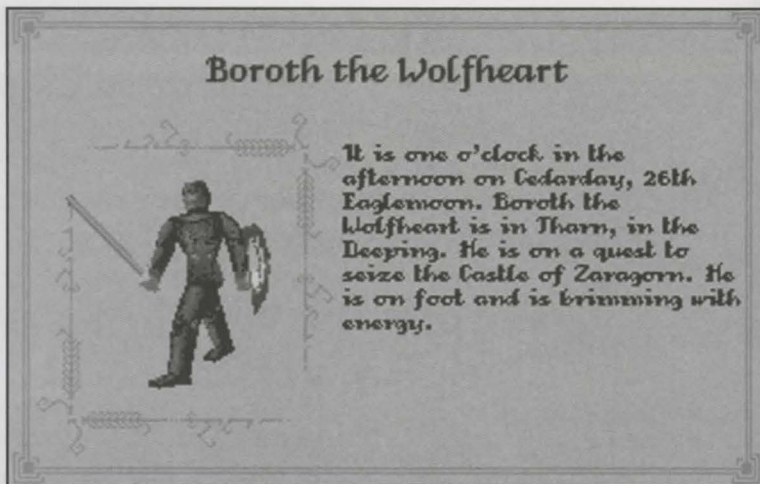 Boroth the Wolfheart
It is one o'clock in the
afternoon on Cedarday, 26th
Eaglemoon. Boroth the
Wolfheart is in Tharn, in the
Deeping. He is on a quest to
seize the Castle of Zaragorn. He
is on foot and is brimming with
energy.